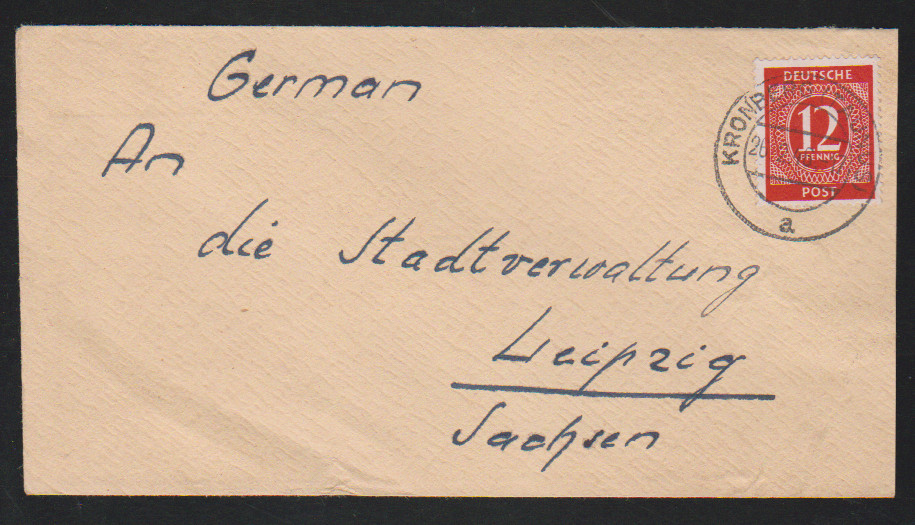 German
An
die Stadtverwaltung
Leipzig
Sachsen
DEUTSCHE
12
PFENNIG
POST
a